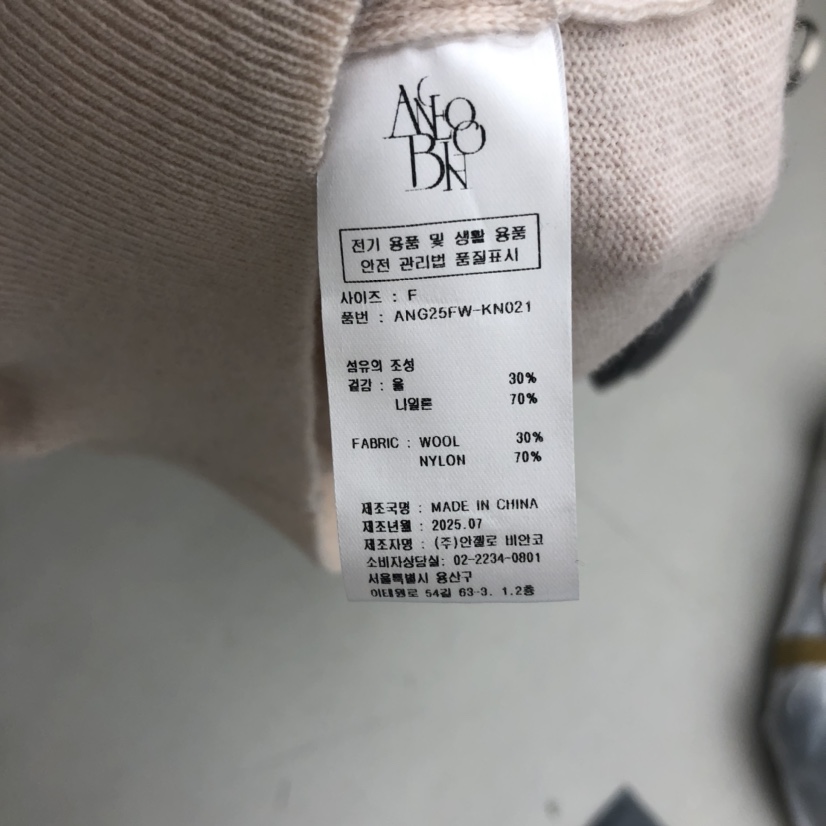 전기 용품 및 생활 용품
안전 관리법 품질표시
사이즈 : F
품번 : ANG25FW-KN021
섬유의 조성
겉감 : 울 30%
나일론 70%
FABRIC : WOOL 30%
NYLON 70%
제조국명 : MADE IN CHINA
제조년월 : 2025.07
제조자명 : (주)안젤로 비안코
소비자상담실: 02-2234-0801
서울특별시 용산구
이태원로 54길 63-3. 1.2층